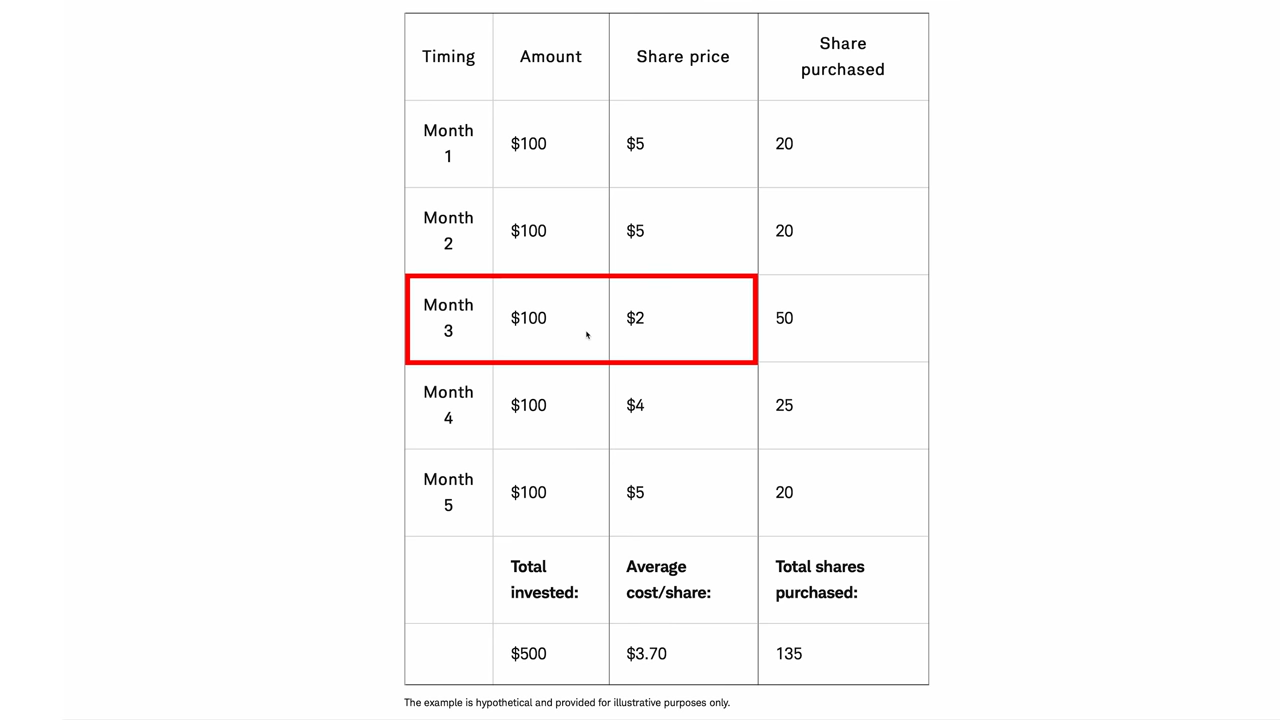 Timing Amount Share price Share
purchased
Month
1 $100 $5 20
Month
2 $100 $5 20
Month
3 $100 $2 50
Month
4 $100 $4 25
Month
5 $100 $5 20
Total
invested: Average
cost/share: Total shares
purchased:
$500 $3.70 135
The example is hypothetical and provided for illustrative purposes only.